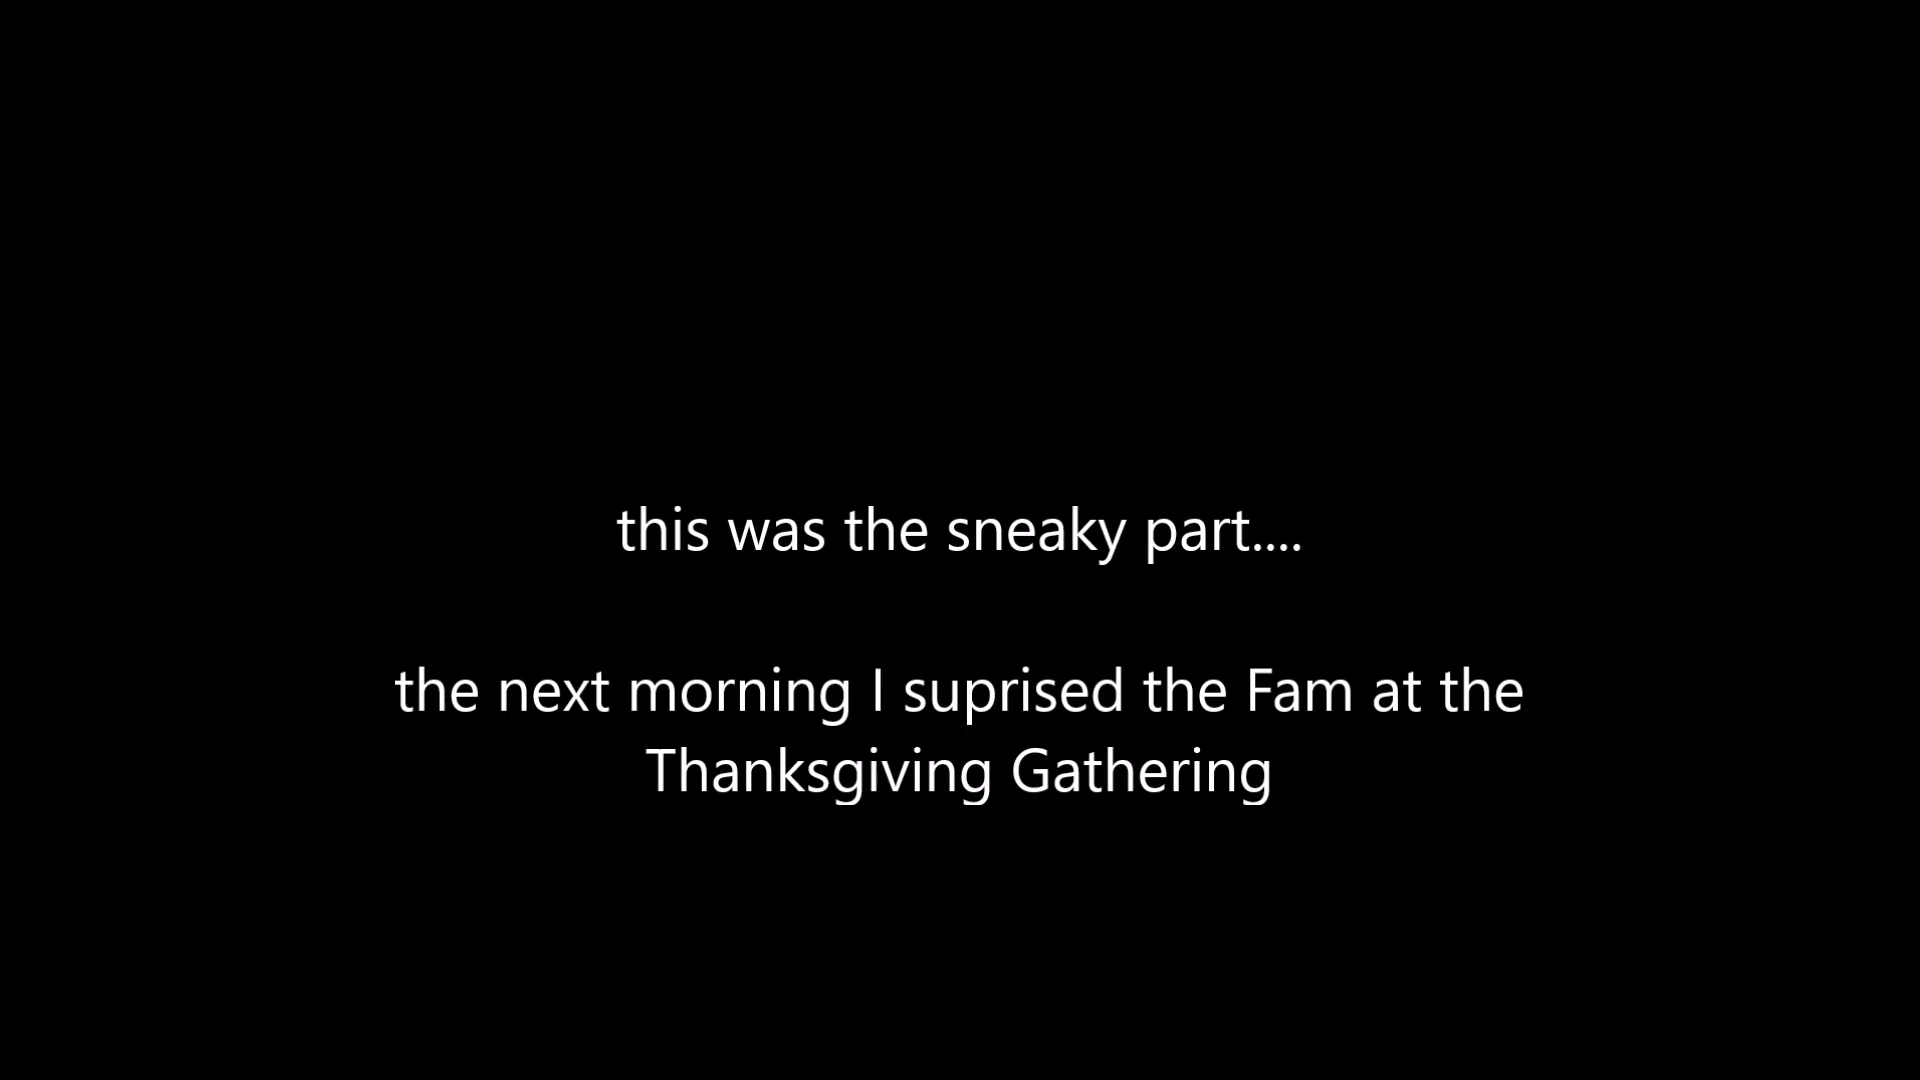 this was the sneaky part....
the next morning I suprised the Fam at the
Thanksgiving Gathering